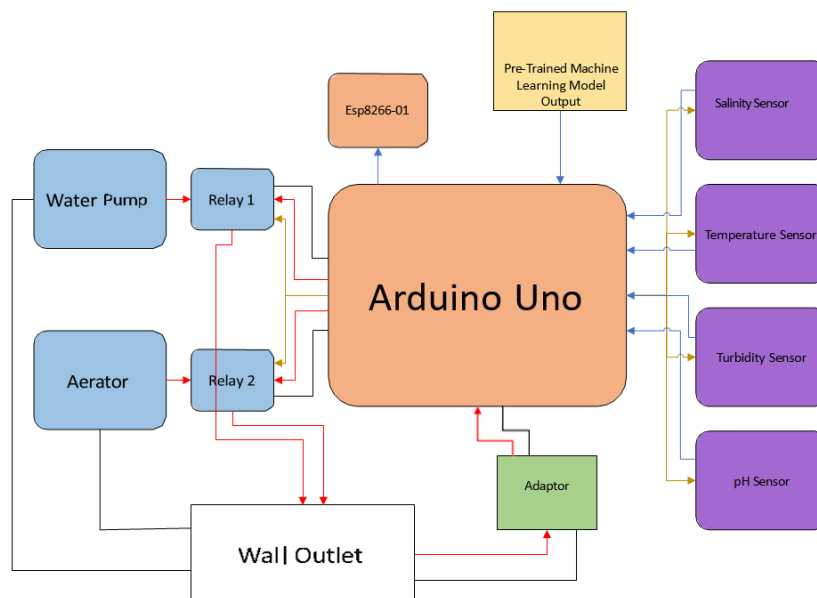 Pre-Trained Machine
Learning Model
Output
Esp8266-01
Salinity Sensor
Water Pump
Relay 1
Temperature Sensor
Arduino Uno
Aerator
Relay 2
Turbidity Sensor
Adaptor
pH Sensor
Wall Outlet